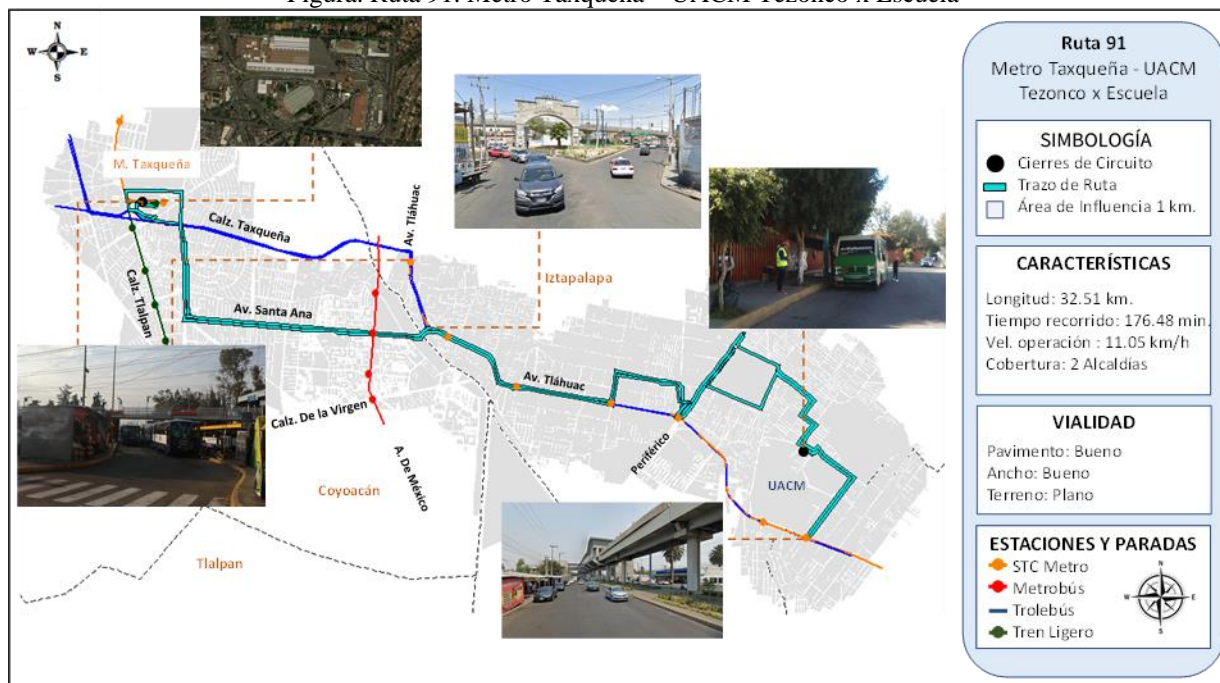 Figura. Ruta 91. Metro Taxqueña – UACM Tezonco x Escuela
N
W
E
S
M. Taxqueña
Calz. Taxqueña
Av. Tláhuac
Iztapalapa
Calz. Tlalpan
Av. Santa Ana
Av. Tláhuac
Calz. De la Virgen
Periférico
A. De México
UACM
Coyoacán
Tlalpan
Ruta 91
Metro Taxqueña - UACM
Tezonco x Escuela
SIMBOLOGÍA
Cierres de Circuito
Trazo de Ruta
Área de Influencia 1 km.
CARACTERÍSTICAS
Longitud: 32.51 km.
Tiempo recorrido: 176.48 min.
Vel. operación : 11.05 km/h
Cobertura: 2 Alcaldías
VIALIDAD
Pavimento: Bueno
Ancho: Bueno
Terreno: Plano
ESTACIONES Y PARADAS
STC Metro
Metrobús
Trolebús
Tren Ligero
N
W
E
S